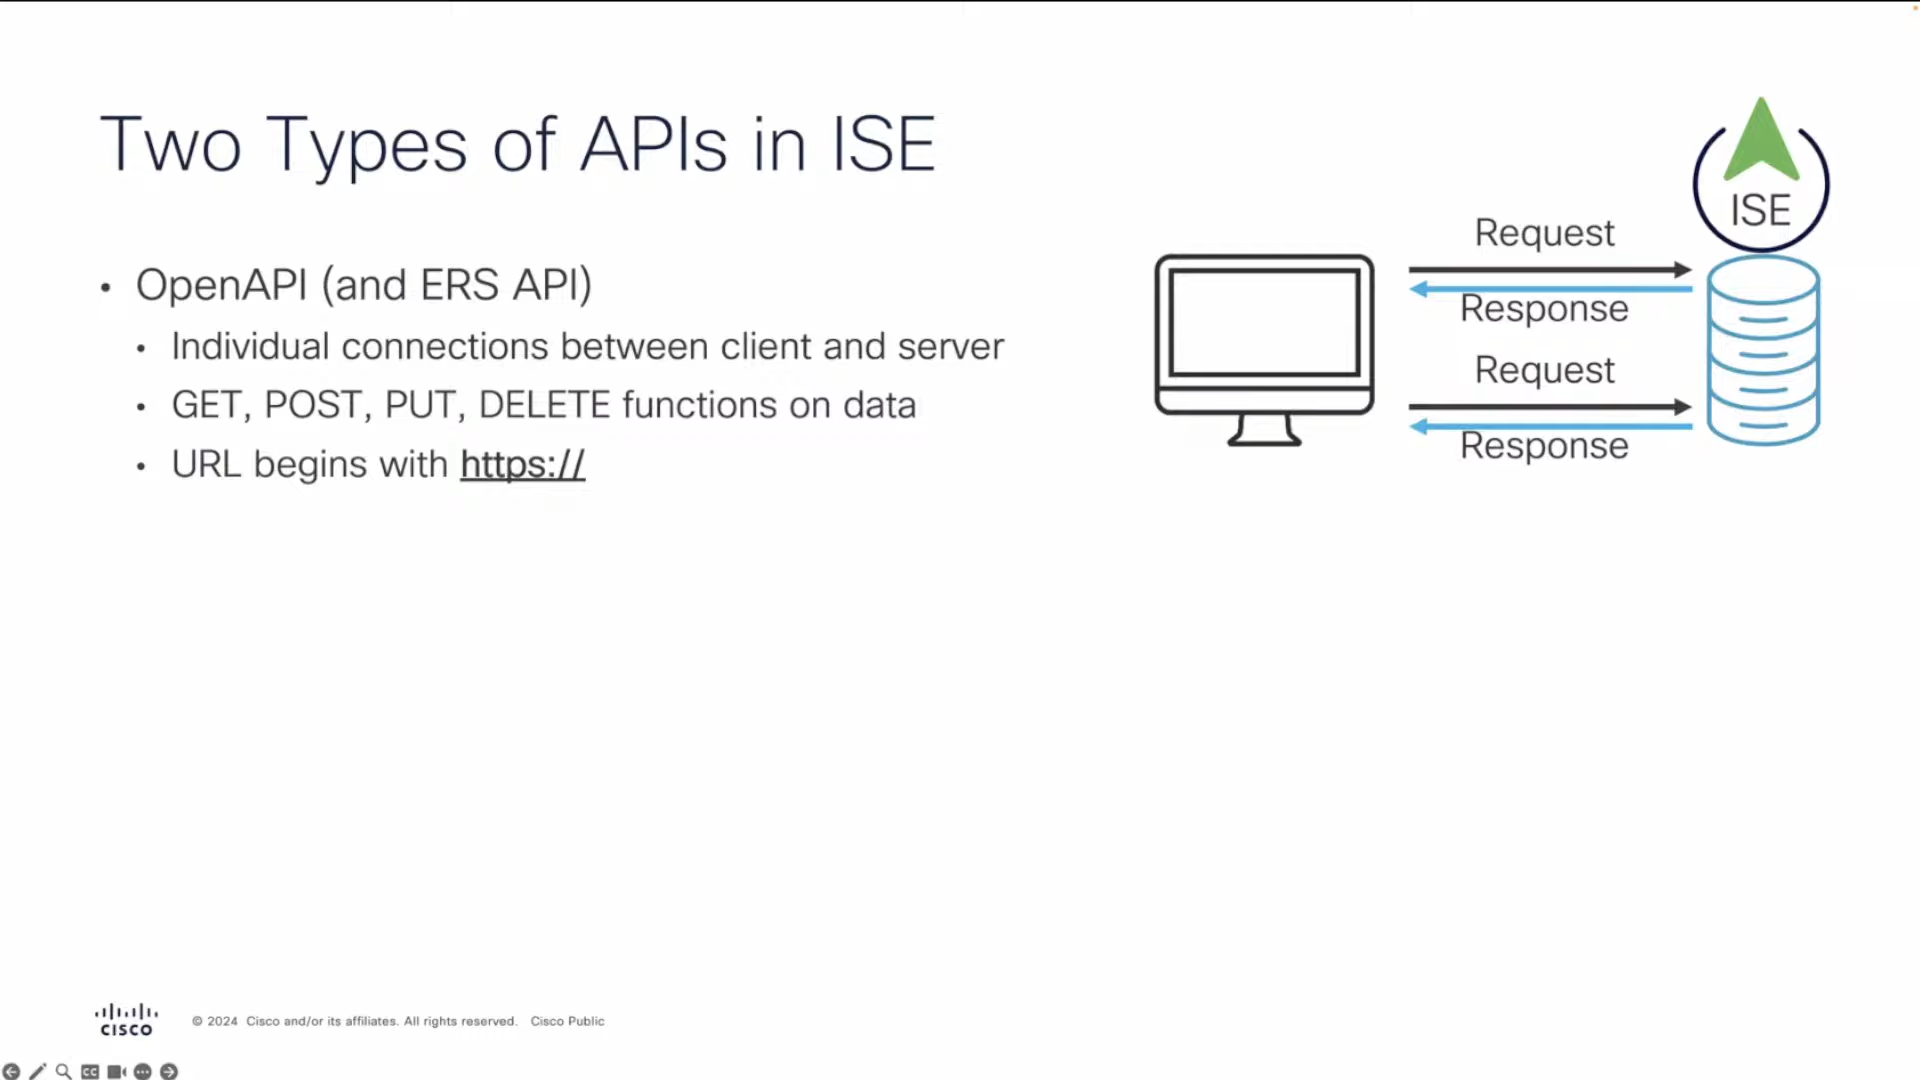 Two Types of APIs in ISE
• OpenAPI (and ERS API)
• Individual connections between client and server
• GET, POST, PUT, DELETE functions on data
• URL begins with https://
ISE
Request
Response
Request
Response
CISCO
© 2024 Cisco and/or its affiliates. All rights reserved. Cisco Public
CC